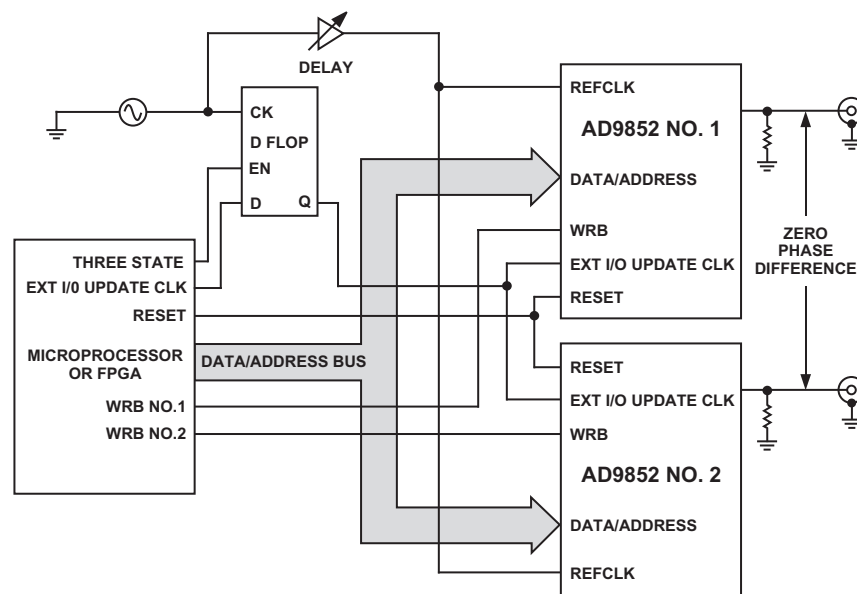 DELAY
CK
D FLOP
EN
D Q
THREE STATE
EXT I/0 UPDATE CLK
RESET
MICROPROCESSOR
OR FPGA
WRB NO.1
WRB NO.2
DATA/ADDRESS BUS
REFCLK
AD9852 NO. 1
DATA/ADDRESS
WRB
EXT I/O UPDATE CLK
RESET
RESET
EXT I/O UPDATE CLK
WRB
AD9852 NO. 2
DATA/ADDRESS
REFCLK
ZERO
PHASE
DIFFERENCE